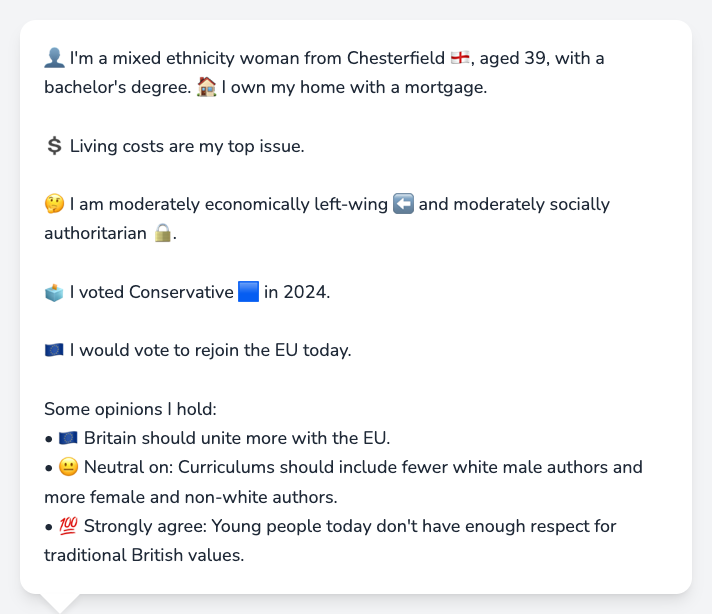 👤 I'm a mixed ethnicity woman from Chesterfield 🏴󠁧󠁢󠁥󠁮󠁧󠁿, aged 39, with a
bachelor's degree. 🏠 I own my home with a mortgage.
💲 Living costs are my top issue.
🤔 I am moderately economically left-wing ⬅️ and moderately socially
authoritarian 🔒.
🗳️ I voted Conservative 🟦 in 2024.
🇪🇺 I would vote to rejoin the EU today.
Some opinions I hold:
• 🇪🇺 Britain should unite more with the EU.
• 😐 Neutral on: Curriculums should include fewer white male authors and
more female and non-white authors.
• 💯 Strongly agree: Young people today don't have enough respect for
traditional British values.